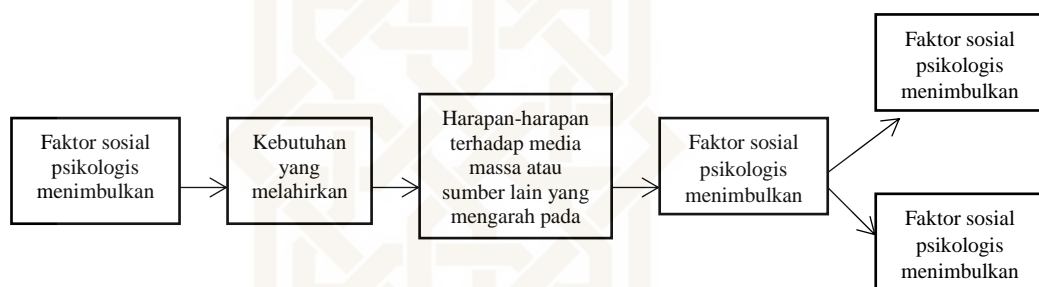 Faktor sosial
psikologis
menimbulkan
Kebutuhan
yang
melahirkan
Harapan-harapan
terhadap media
massa atau
sumber lain yang
mengarah pada
Faktor sosial
psikologis
menimbulkan
Faktor sosial
psikologis
menimbulkan
Faktor sosial
psikologis
menimbulkan